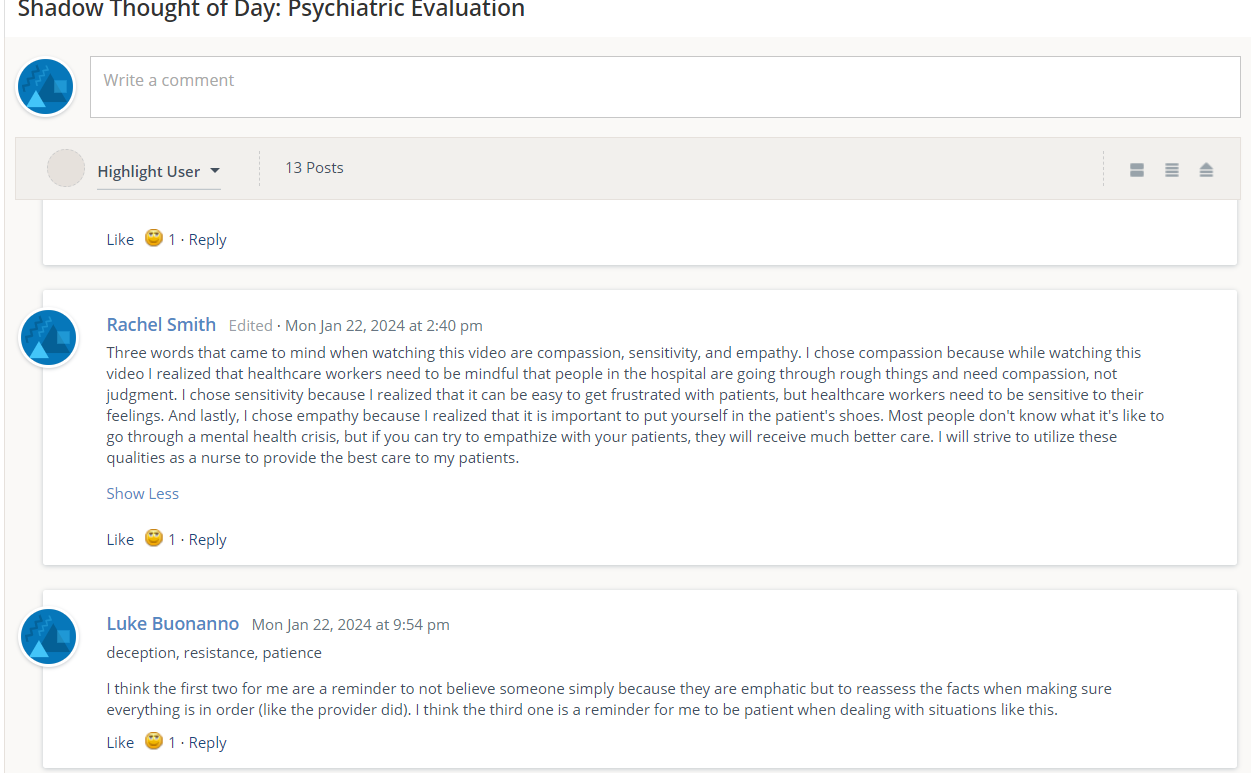 Shadow Thought of Day: Psychiatric Evaluation
Write a comment
Highlight User
13 Posts
Like 1 · Reply
Rachel Smith Edited · Mon Jan 22, 2024 at 2:40 pm
Three words that came to mind when watching this video are compassion, sensitivity, and empathy. I chose compassion because while watching this
video I realized that healthcare workers need to be mindful that people in the hospital are going through rough things and need compassion, not
judgment. I chose sensitivity because I realized that it can be easy to get frustrated with patients, but healthcare workers need to be sensitive to their
feelings. And lastly, I chose empathy because I realized that it is important to put yourself in the patient's shoes. Most people don't know what it's like to
go through a mental health crisis, but if you can try to empathize with your patients, they will receive much better care. I will strive to utilize these
qualities as a nurse to provide the best care to my patients.
Show Less
Like 1 · Reply
Luke Buonanno Mon Jan 22, 2024 at 9:54 pm
deception, resistance, patience
I think the first two for me are a reminder to not believe someone simply because they are emphatic but to reassess the facts when making sure
everything is in order (like the provider did). I think the third one is a reminder for me to be patient when dealing with situations like this.
Like 1 · Reply